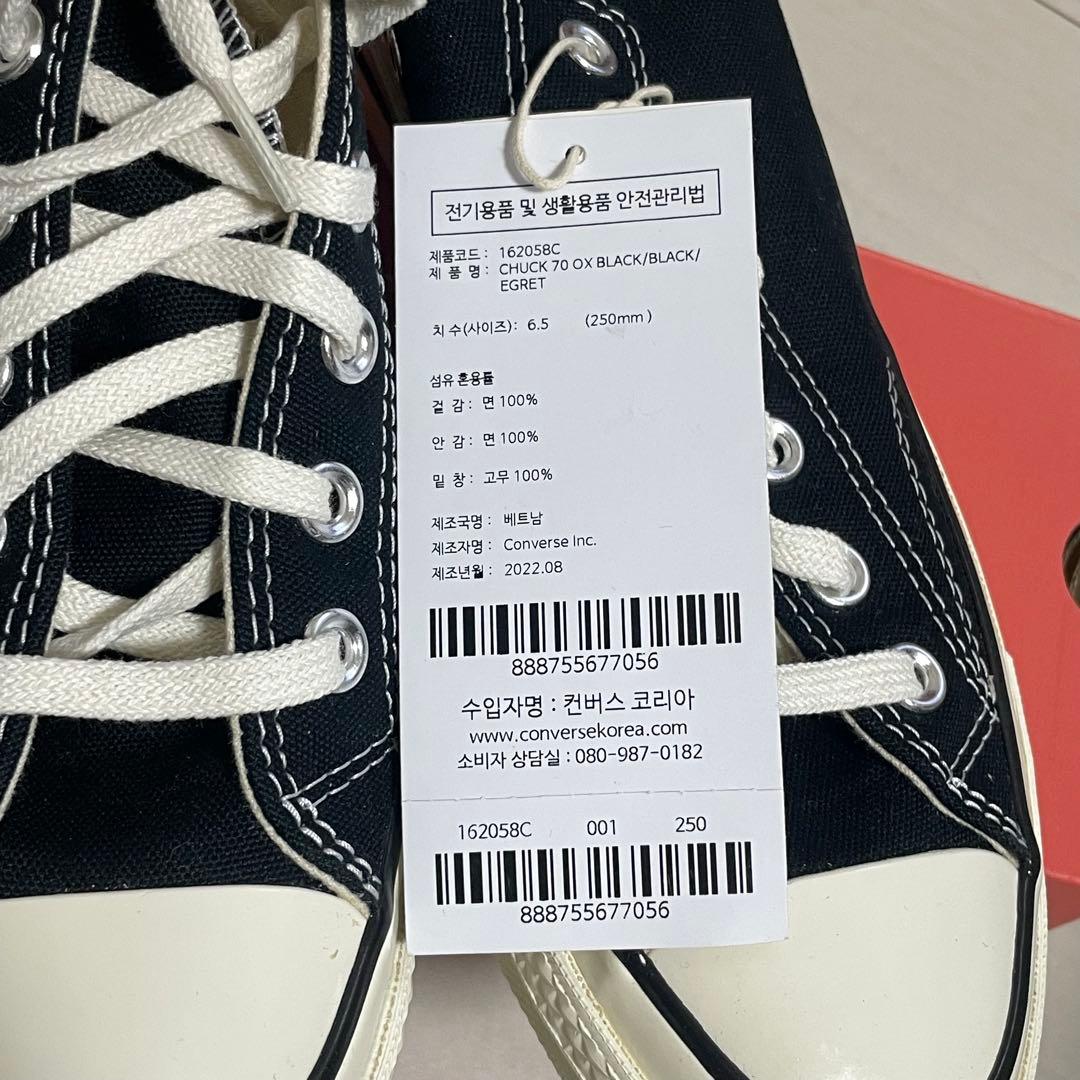 전기용품 및 생활용품 안전관리법
제품코드 : 162058C
제 품 명 : CHUCK 70 OX BLACK/BLACK/
EGRET
치 수(사이즈) : 6.5 (250mm)
섬유 혼용률
겉 감 : 면 100%
안 감 : 면 100%
밑 창 : 고무 100%
제조국명 : 베트남
제조자명 : Converse Inc.
제조년월 : 2022.08
888755677056
수입자명 : 컨버스 코리아
www.conversekorea.com
소비자 상담실 : 080-987-0182
162058C 001 250
888755677056